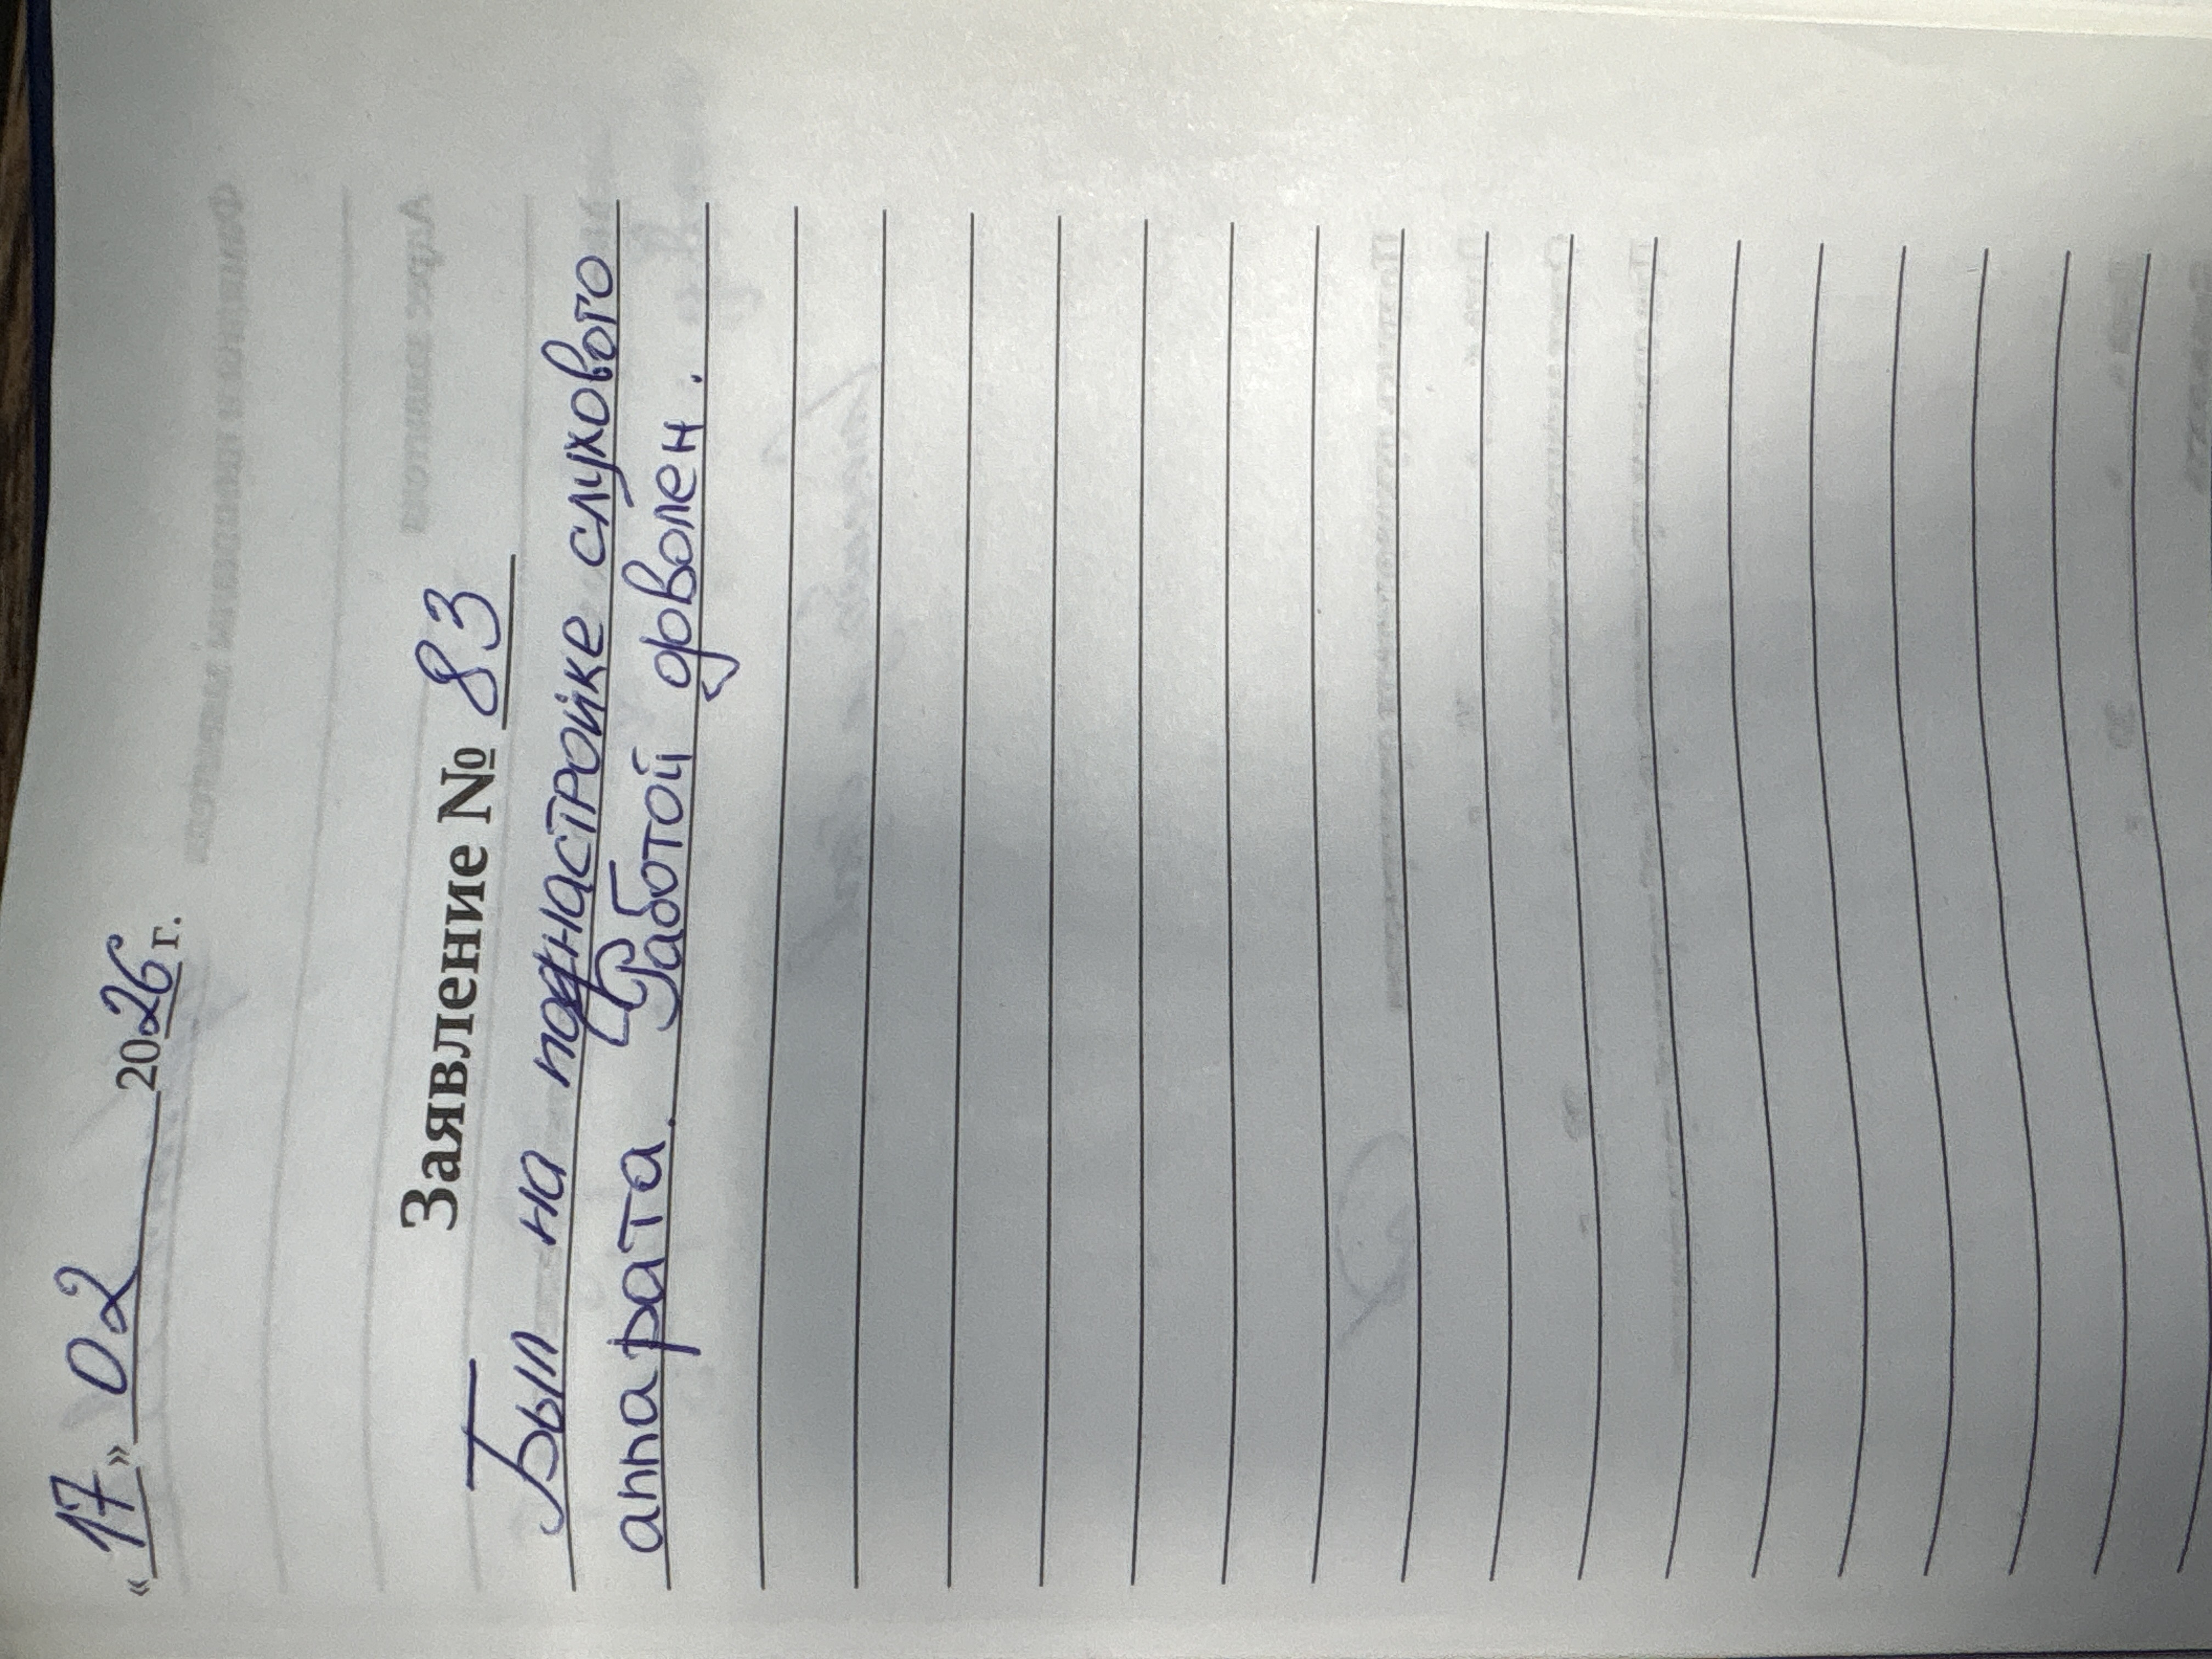 «17» 02 2026 г.
Заявление № 83
Был на поднастройке слухового
аппарата. Работой доволен.